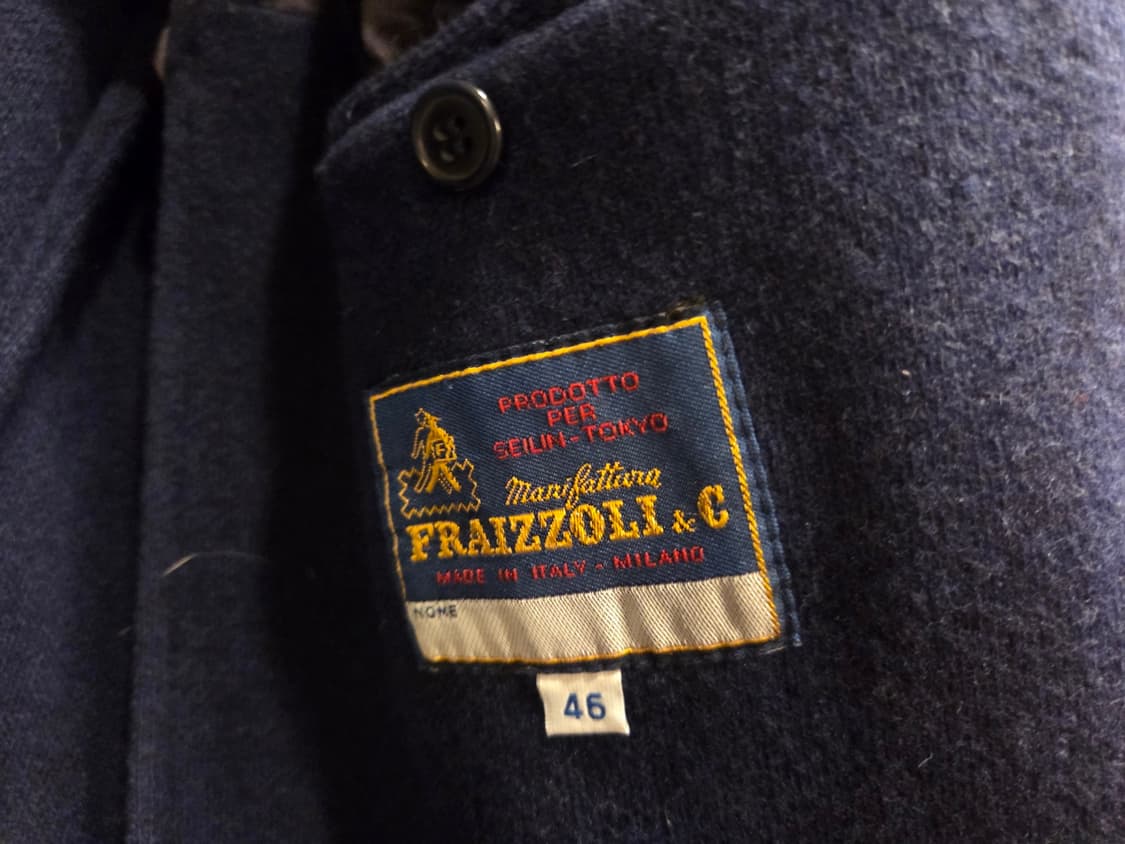 PRODOTTO
PER
SEILIN-TOKYO
Manifattura
FRAIZZOLI & C
MADE IN ITALY - MILANO
NOME
46